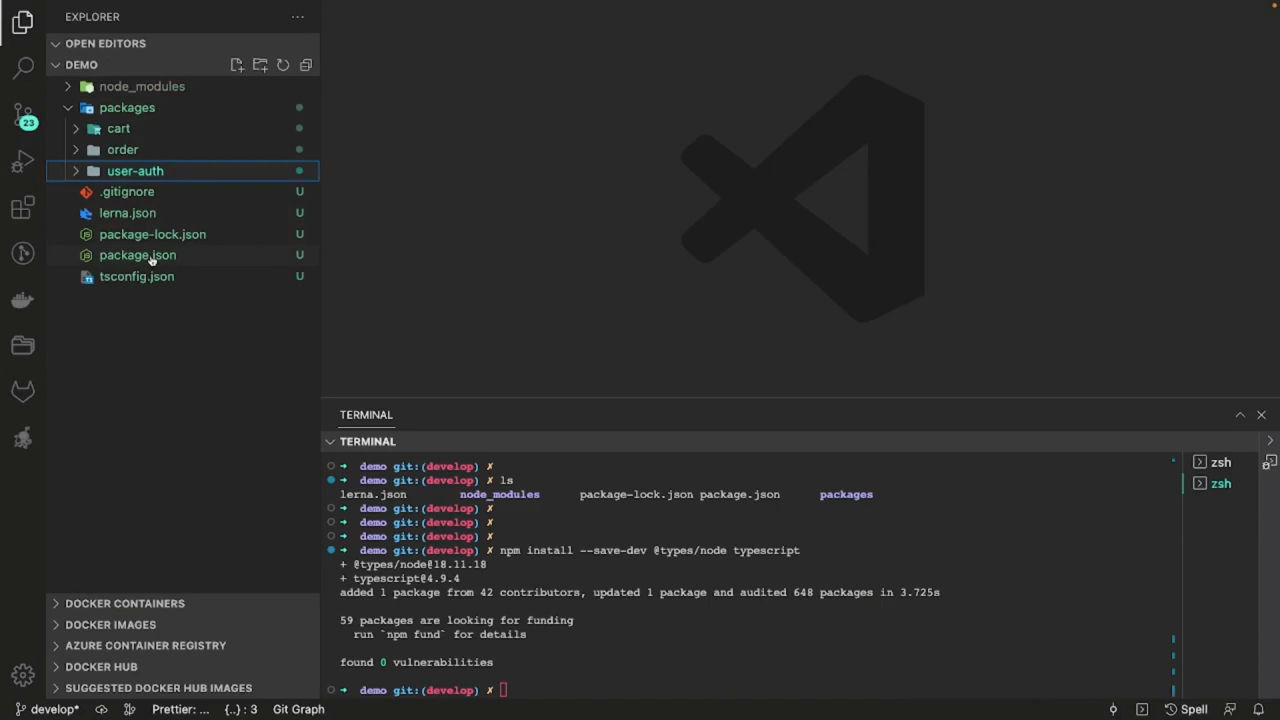 EXPLORER
OPEN EDITORS
DEMO
node_modules
packages
cart
order
user-auth
.gitignore U
lerna.json U
package-lock.json U
package.json U
tsconfig.json U
23
TERMINAL
TERMINAL
demo git:(develop) ✗
demo git:(develop) ✗ ls
lerna.json node_modules package-lock.json package.json packages
demo git:(develop) ✗
demo git:(develop) ✗
demo git:(develop) ✗
demo git:(develop) ✗ npm install --save-dev @types/node typescript
+ @types/node@18.11.18
+ typescript@4.9.4
added 1 package from 42 contributors, updated 1 package and audited 648 packages in 3.725s
59 packages are looking for funding
run `npm fund` for details
found 0 vulnerabilities
demo git:(develop) ✗
zsh
zsh
DOCKER CONTAINERS
DOCKER IMAGES
AZURE CONTAINER REGISTRY
DOCKER HUB
SUGGESTED DOCKER HUB IMAGES
develop* Prettier: ... {..} : 3 Git Graph Spell